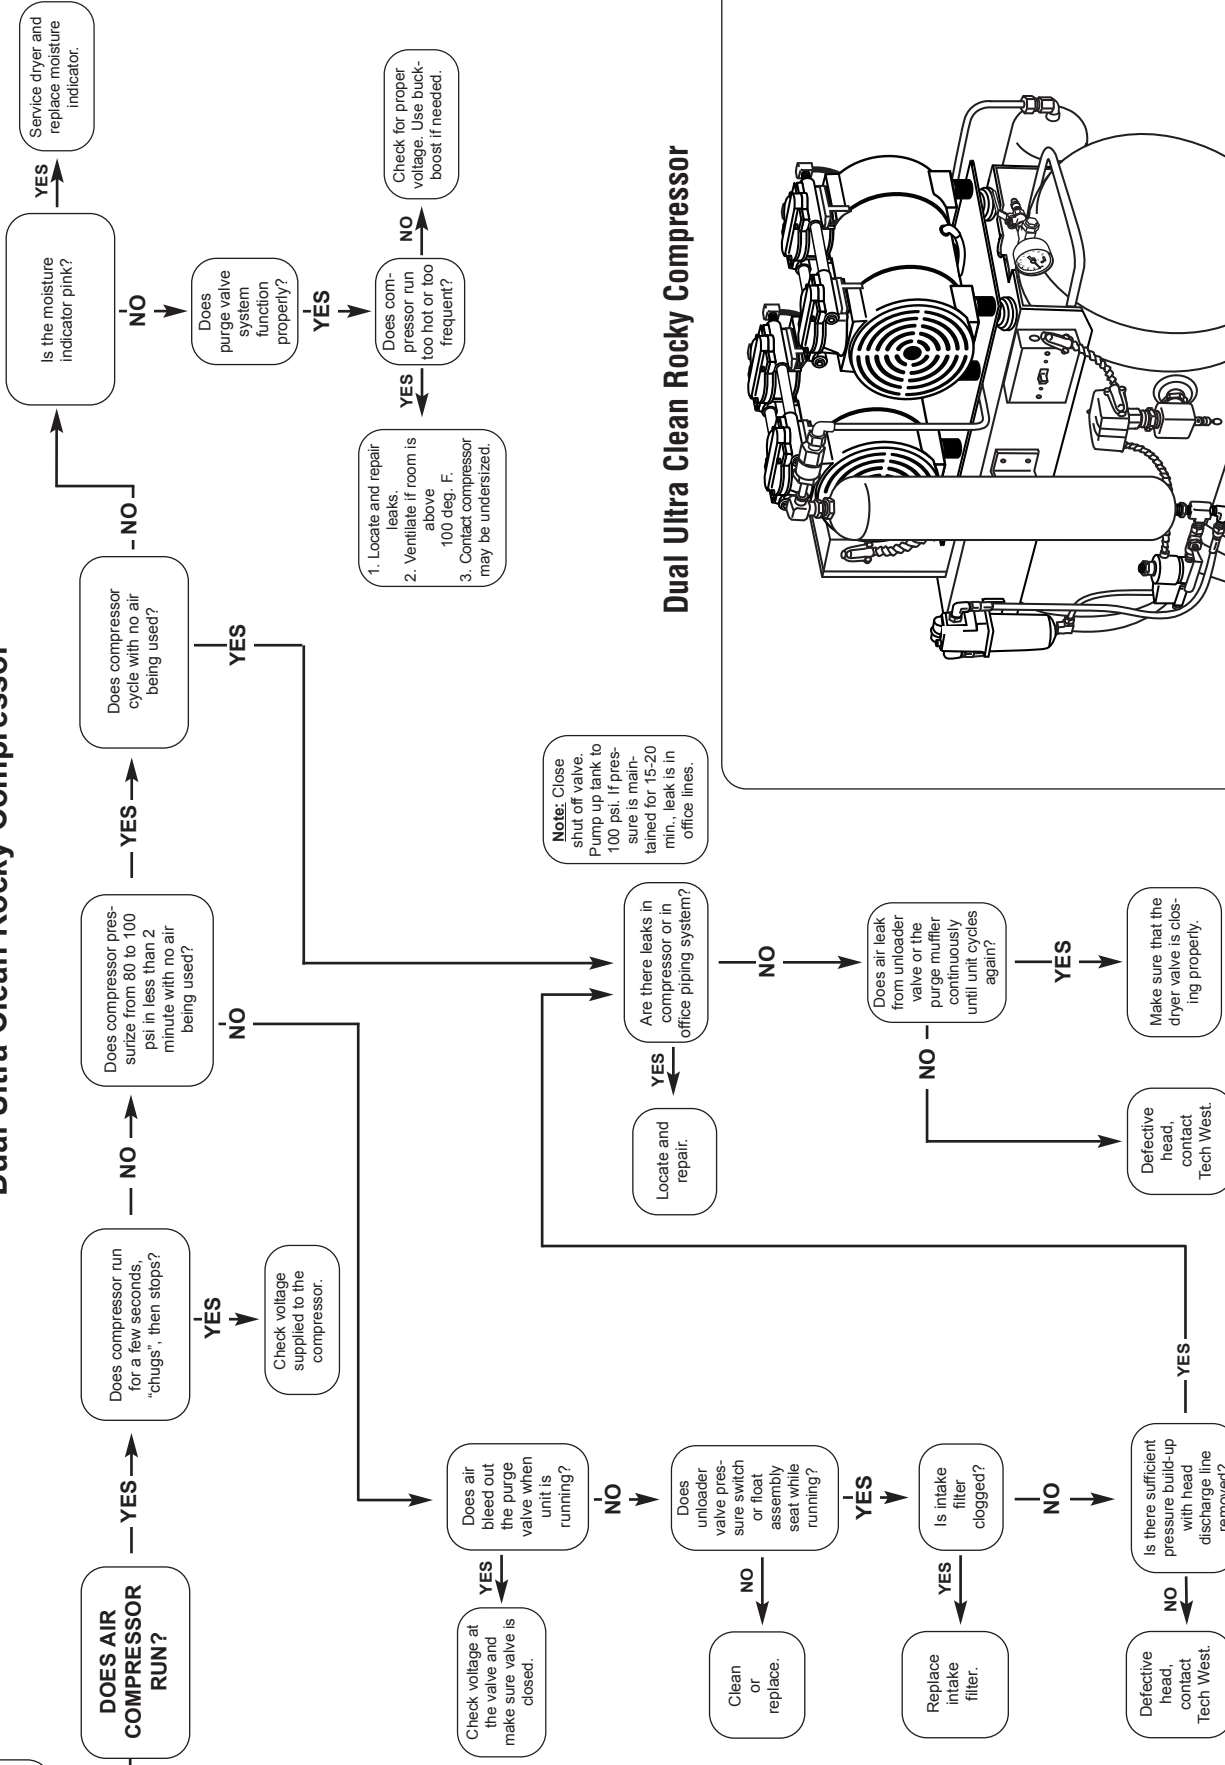 Dual Ultra Clean Rocky Compressor
DOES AIR
COMPRESSOR
RUN?
YES
Does compressor run
for a few seconds,
“chugs”, then stops?
YES
Check voltage
supplied to the
compressor.
NO
Does compressor pres-
surize from 80 to 100
psi in less than 2
minute with no air
being used?
YES
Does compressor
cycle with no air
being used?
NO
Is the moisture
indicator pink?
YES
Service dryer and
replace moisture
indicator.
NO
Does
purge valve
system
function
properly?
YES
Does com-
pressor run
too hot or too
frequent?
NO
Check for proper
voltage. Use buck-
boost if needed.
YES
1. Locate and repair
leaks.
2. Ventilate if room is
above
100 deg. F.
3. Contact compressor
may be undersized.
YES
NO
Does air
bleed out
the purge
valve when
unit is
running?
YES
Check voltage at
the valve and
make sure valve is
closed.
NO
Does
unloader
valve pres-
sure switch
or float
assembly
seat while
running?
NO
Clean
or
replace.
YES
Is intake
filter
clogged?
YES
Replace
intake
filter.
NO
Is there sufficient
pressure build-up
with head
discharge line
removed?
NO
Defective
head,
contact
Tech West.
YES
Are there leaks in
compressor or in
office piping system?
Note: Close
shut off valve.
Pump up tank to
100 psi. If pres-
sure is main-
tained for 15-20
min., leak is in
office lines.
YES
Locate and
repair.
NO
Does air leak
from unloader
valve or the
purge muffler
continuously
until unit cycles
again?
NO
Defective
head,
contact
Tech West.
YES
Make sure that the
dryer valve is clos-
ing properly.
Dual Ultra Clean Rocky Compressor